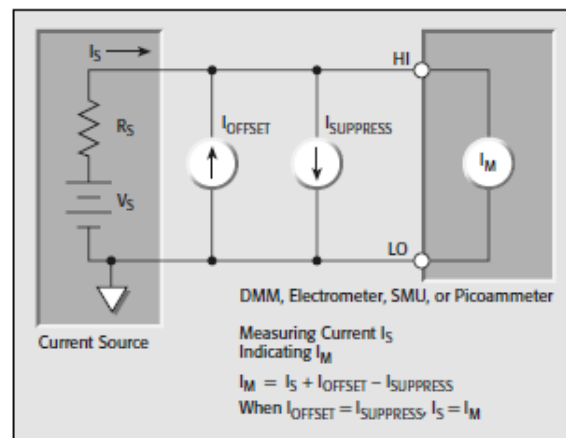 I_S
HI
R_S
I_OFFSET
I_SUPPRESS
I_M
V_S
LO
DMM, Electrometer, SMU, or Picoammeter
Current Source
Measuring Current I_S
Indicating I_M
I_M = I_S + I_OFFSET – I_SUPPRESS
When I_OFFSET = I_SUPPRESS, I_S = I_M